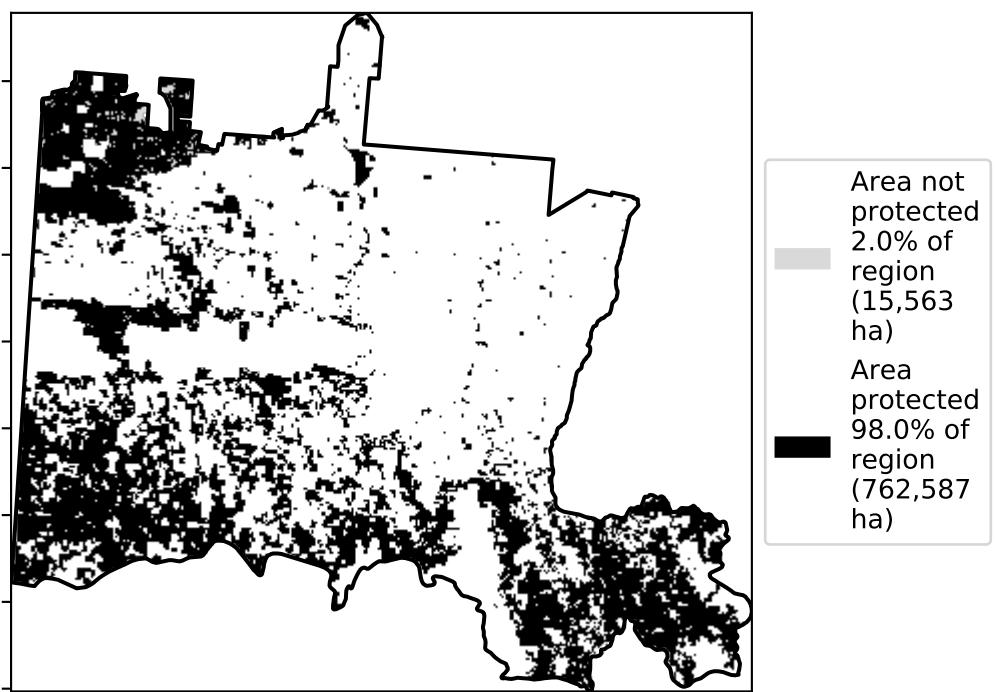 Area not
protected
2.0% of
region
(15,563
ha)
Area
protected
98.0% of
region
(762,587
ha)